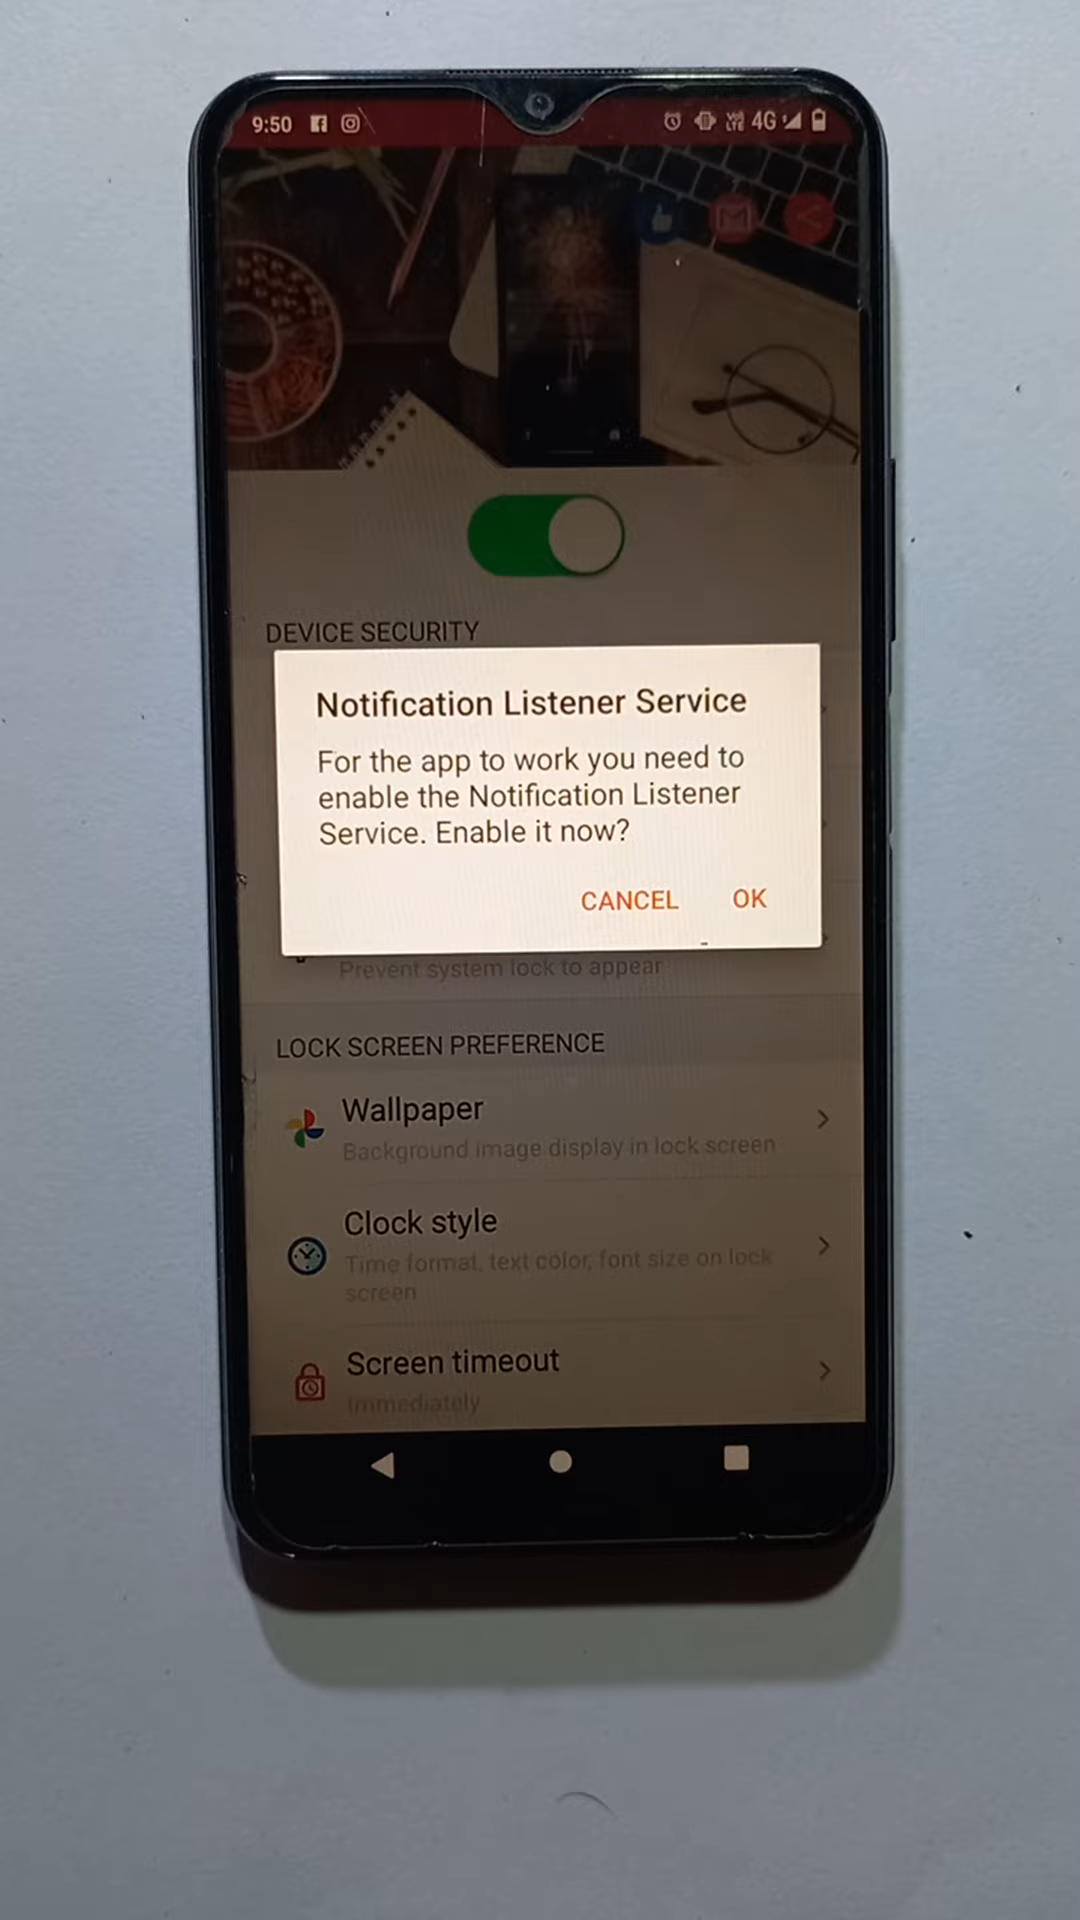 9:50
4G
DEVICE SECURITY
Notification Listener Service
For the app to work you need to
enable the Notification Listener
Service. Enable it now?
CANCEL OK
Prevent system lock to appear
LOCK SCREEN PREFERENCE
Wallpaper
Background image display in lock screen
Clock style
Time format, text color, font size on lock
screen
Screen timeout
Immediately